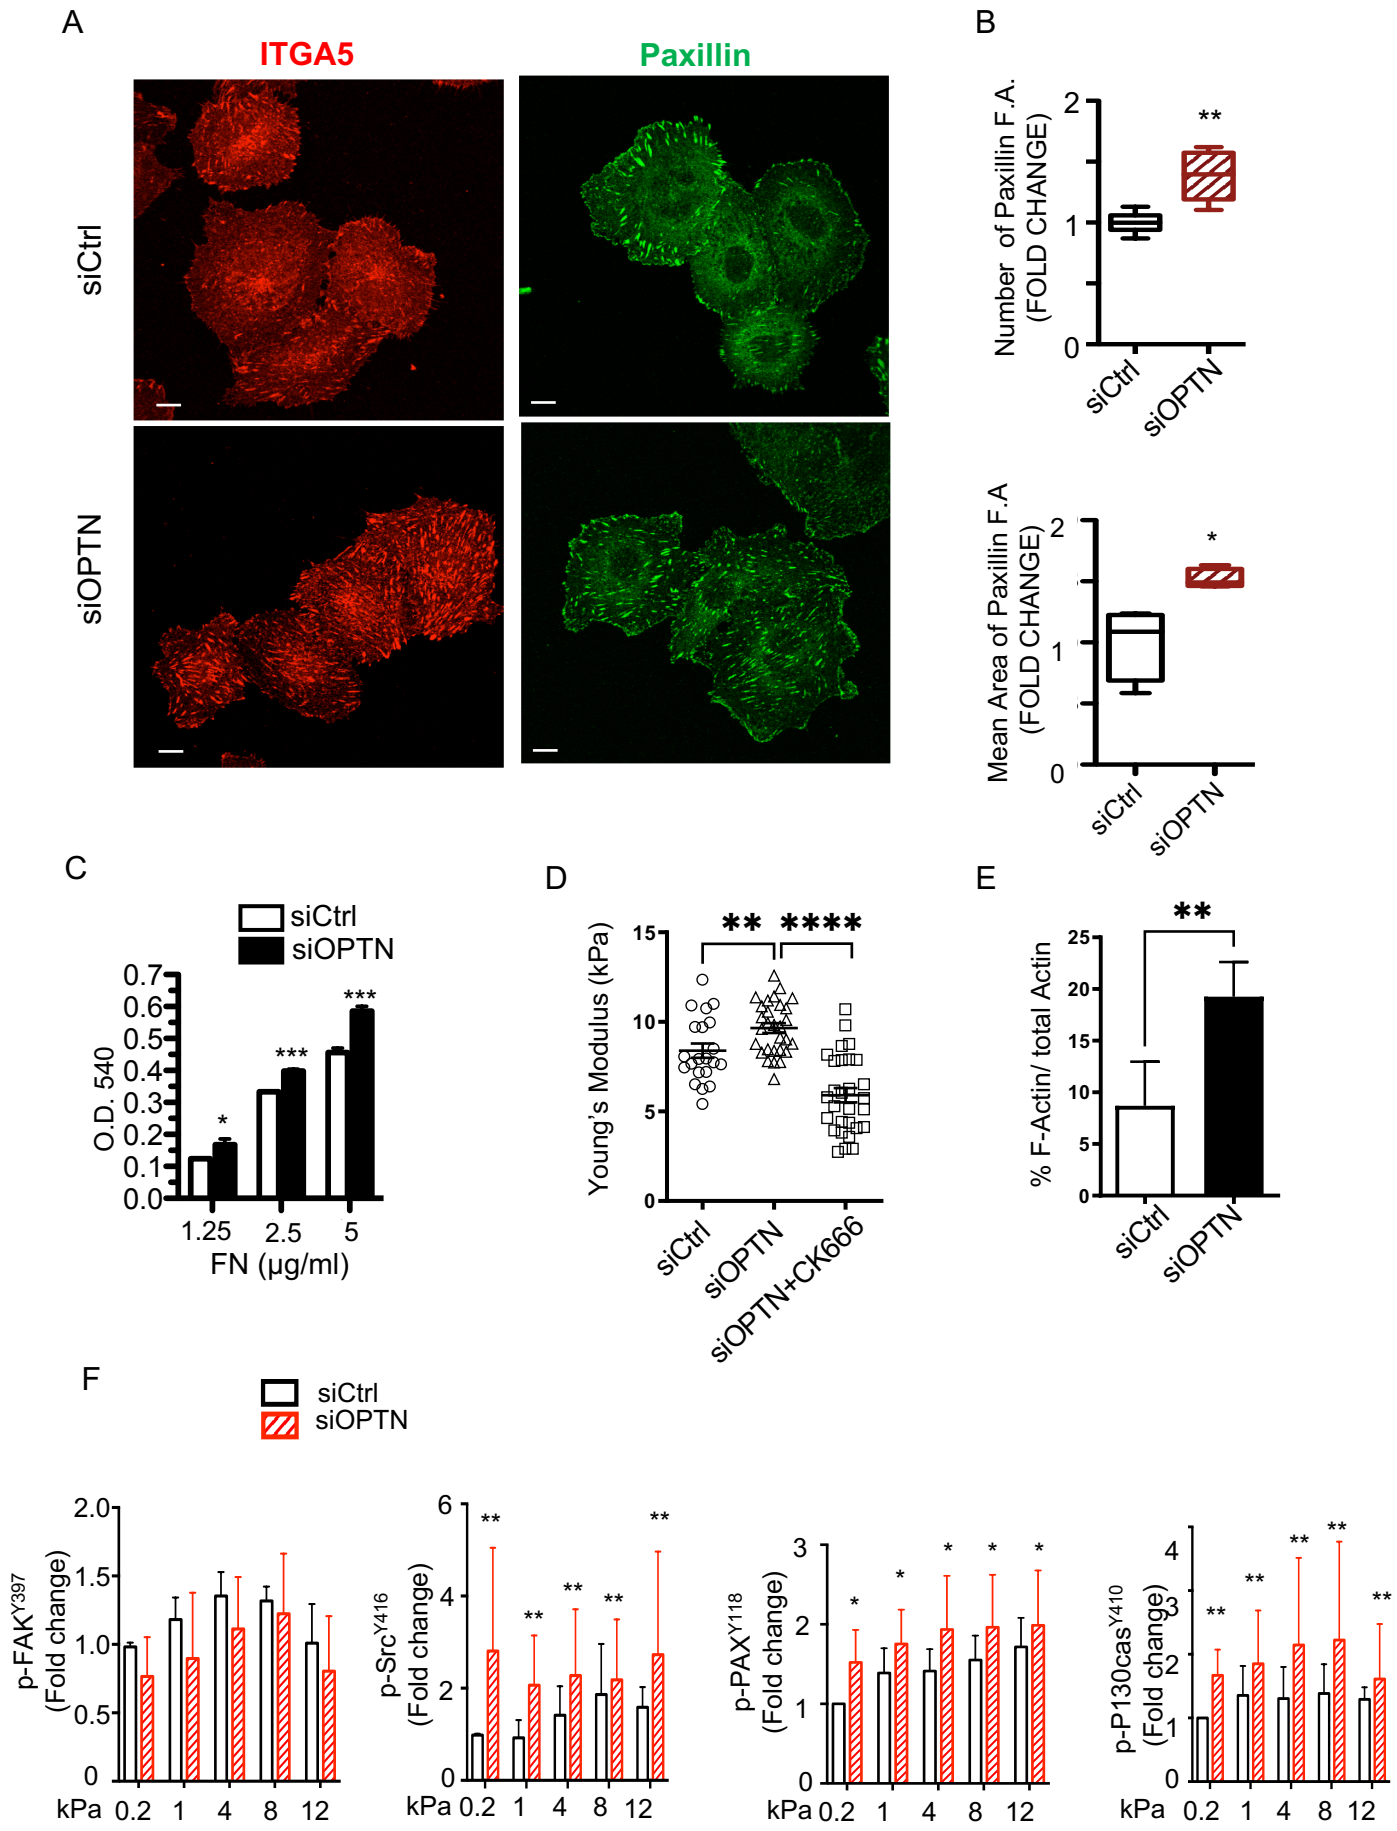 A
ITGA5
Paxillin
siCtrl
siOPTN
B
Number of Paxillin F.A.
(FOLD CHANGE)
2
1
0
**
siCtrl
siOPTN
Mean Area of Paxillin F.A
(FOLD CHANGE)
2
1
0
*
siCtrl
siOPTN
C
siCtrl
siOPTN
O.D. 540
0.7
0.6
0.5
0.4
0.3
0.2
0.1
0.0
*
***
***
1.25 2.5 5
FN (µg/ml)
D
Young's Modulus (kPa)
15
10
5
0
** ****
siCtrl
siOPTN
siOPTN+CK666
E
% F-Actin/ total Actin
25
20
15
10
5
0
**
siCtrl
siOPTN
F
siCtrl
siOPTN
p-FAKY397
(Fold change)
2.0
1.5
1.0
0.5
0
kPa 0.2 1 4 8 12
p-SrcY416
(Fold change)
6
4
2
0
** ** ** ** **
kPa 0.2 1 4 8 12
p-PAXY118
(Fold change)
3
2
1
0
* * * * *
kPa 0.2 1 4 8 12
p-P130casY410
(Fold change)
4
3
2
1
0
** ** ** ** **
kPa 0.2 1 4 8 12